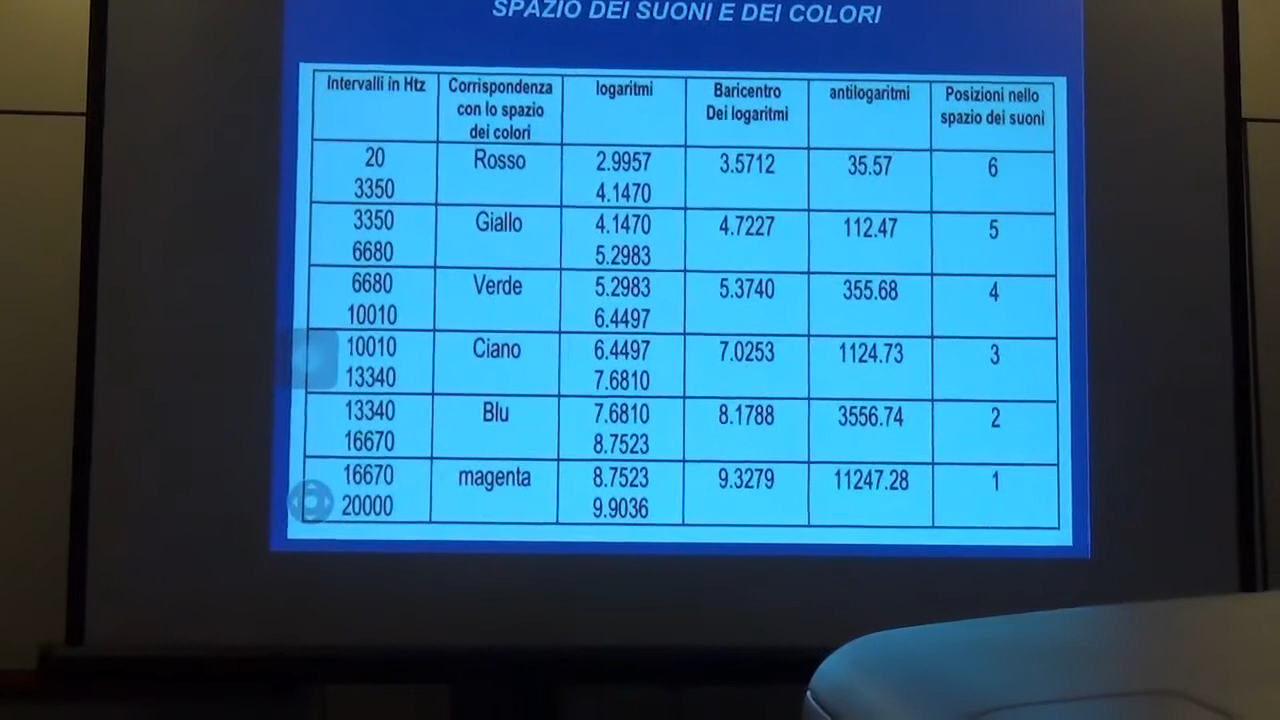 SPAZIO DEI SUONI E DEI COLORI
Intervalli in Htz
Corrispondenza
con lo spazio
dei colori
logaritmi
Baricentro
Dei logaritmi
antilogaritmi
Posizioni nello
spazio dei suoni
20
3350
Rosso
2.9957
4.1470
3.5712
35.57
6
3350
6680
Giallo
4.1470
5.2983
4.7227
112.47
5
6680
10010
Verde
5.2983
6.4497
5.3740
355.68
4
10010
13340
Ciano
6.4497
7.6810
7.0253
1124.73
3
13340
16670
Blu
7.6810
8.7523
8.1788
3556.74
2
16670
20000
magenta
8.7523
9.9036
9.3279
11247.28
1